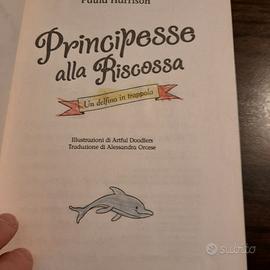 Paula Harrison
Principesse
alla Riscossa
Un delfino in trappola
Illustrazioni di Artful Doodlers
Traduzione di Alessandra Orcese
subito